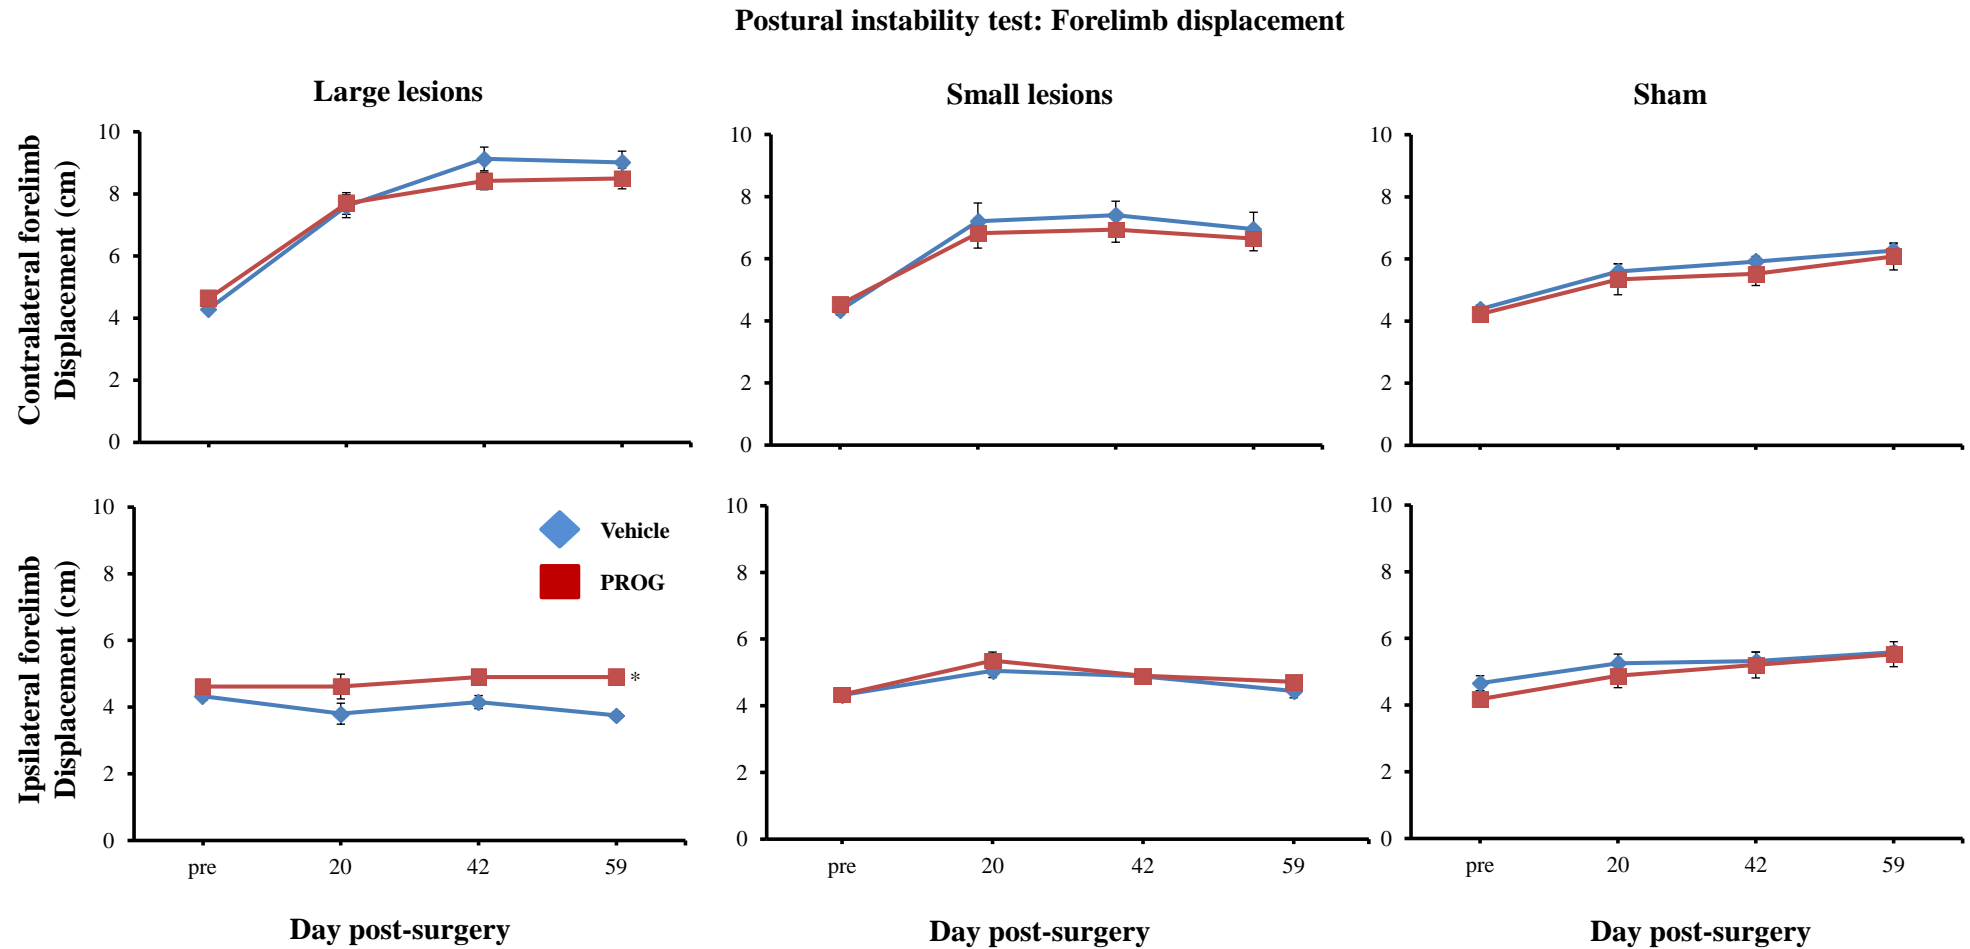 Postural instability test: Forelimb displacement
Large lesions
Small lesions
Sham
Contralateral forelimb
Displacement (cm)
10
8
6
4
2
0
10
8
6
4
2
0
10
8
6
4
2
0
Ipsilateral forelimb
Displacement (cm)
10
8
6
4
2
0
Vehicle
PROG
*
pre 20 42 59
Day post-surgery
10
8
6
4
2
0
pre 20 42 59
Day post-surgery
10
8
6
4
2
0
pre 20 42 59
Day post-surgery